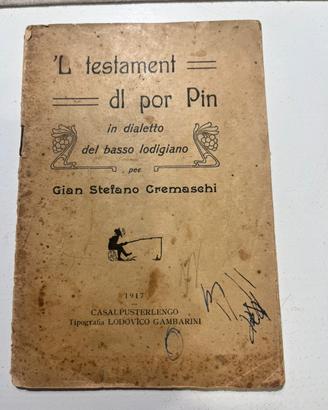 'L testament
dl por Pin
in dialetto
del basso lodigiano
per
Gian Stefano Cremaschi
1917
CASALPUSTERLENGO
Tipografia LODOVICO GAMBARINI